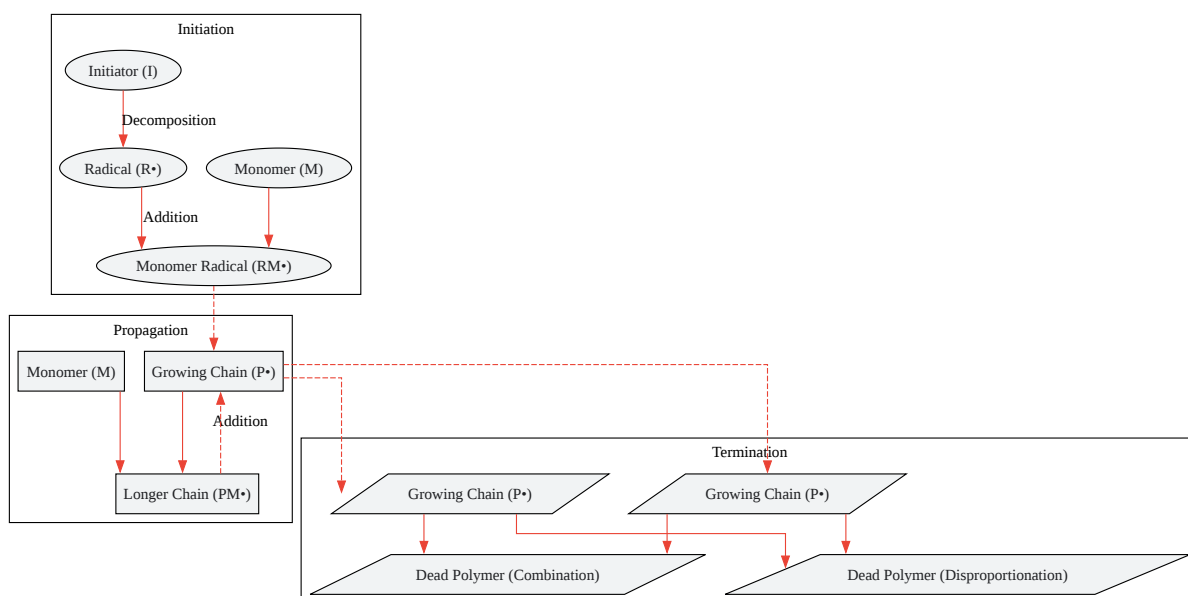 Initiation
Initiator (I)
Decomposition
Radical (R•)
Monomer (M)
Addition
Monomer Radical (RM•)
Propagation
Monomer (M)
Growing Chain (P•)
Addition
Longer Chain (PM•)
Termination
Growing Chain (P•)
Growing Chain (P•)
Dead Polymer (Combination)
Dead Polymer (Disproportionation)